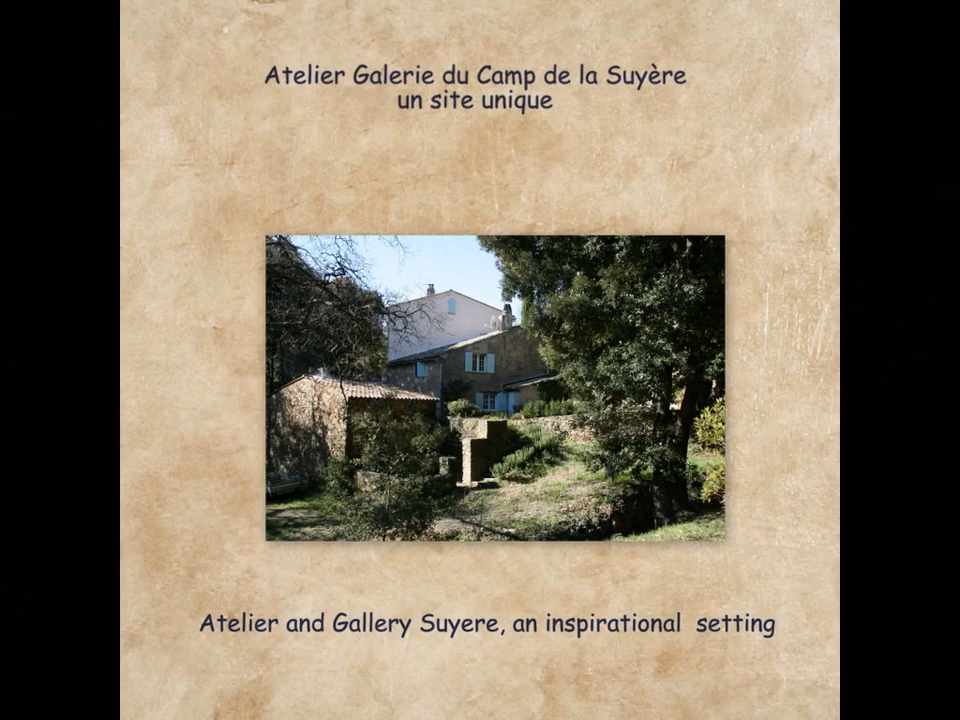 Atelier Galerie du Camp de la Suyère
un site unique
Atelier and Gallery Suyere, an inspirational setting